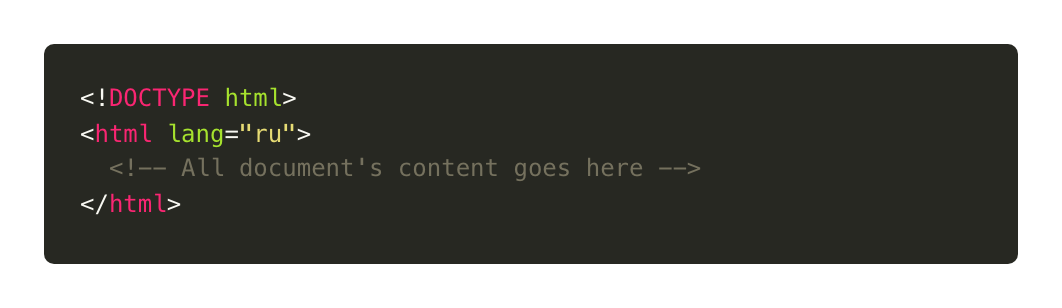 <!DOCTYPE html>
<html lang="ru">
  <!-- All document's content goes here -->
</html>